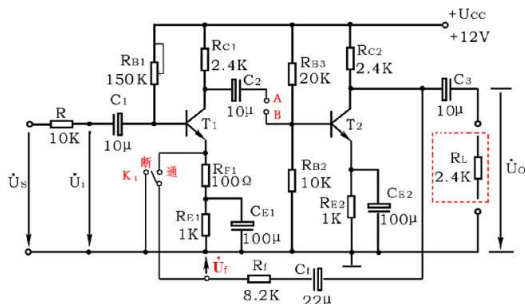 +UCC
+12V
RB1
150K
RC1
2.4K
C2
10μ
A
B
RB3
20K
RC2
2.4K
C3
10μ
R
10K
C1
10μ
T1
T2
U̇S
U̇i
断
通
K1
RF1
100Ω
RB2
10K
RL
2.4K
U̇O
RE1
1K
CE1
100μ
RE2
1K
CE2
100μ
U̇f
Rf
8.2K
Cf
22μ